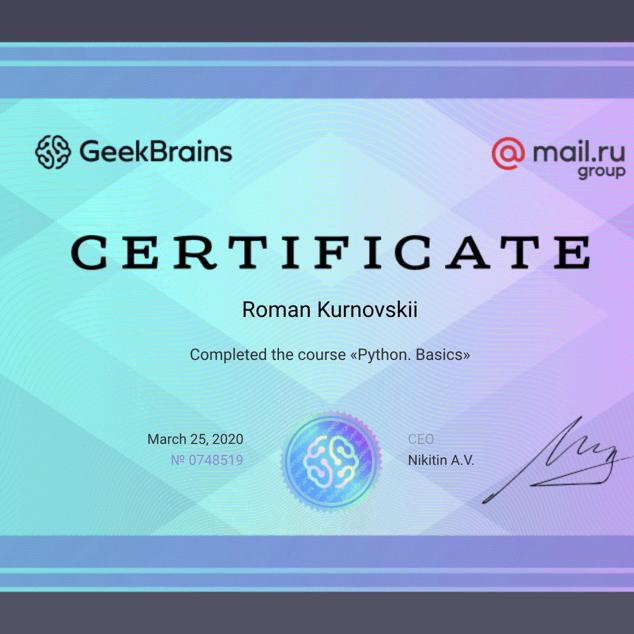 GeekBrains
@mail.ru
group
CERTIFICATE
Roman Kurnovskii
Completed the course «Python. Basics»
March 25, 2020
№ 0748519
CEO
Nikitin A.V.